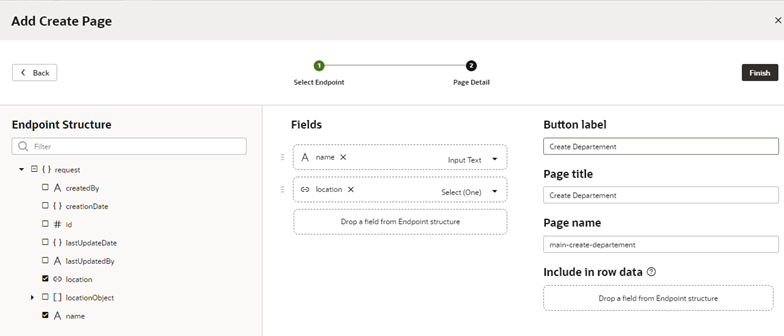 Add Create Page
Back
1
2
Select Endpoint
Page Detail
Finish
Endpoint Structure
Filter
{ } request
A createdBy
{ } creationDate
# id
{ } lastUpdateDate
A lastUpdatedBy
location
[ ] locationObject
A name
Fields
A name Input Text
location Select (One)
Drop a field from Endpoint structure
Button label
Create Departement
Page title
Create Departement
Page name
main-create-departement
Include in row data
Drop a field from Endpoint structure